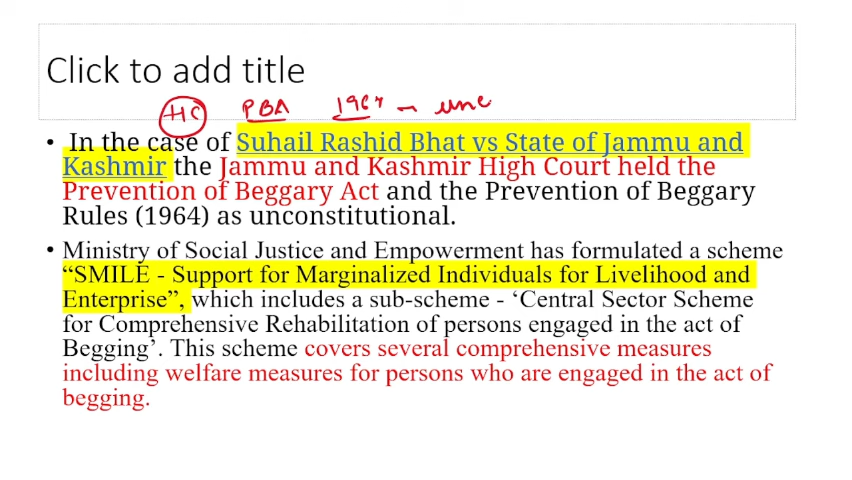 Click to add title
HC PBA 1964 - unc
• In the case of Suhail Rashid Bhat vs State of Jammu and
Kashmir the Jammu and Kashmir High Court held the
Prevention of Beggary Act and the Prevention of Beggary
Rules (1964) as unconstitutional.
• Ministry of Social Justice and Empowerment has formulated a scheme
“SMILE - Support for Marginalized Individuals for Livelihood and
Enterprise”, which includes a sub-scheme - ‘Central Sector Scheme
for Comprehensive Rehabilitation of persons engaged in the act of
Begging’. This scheme covers several comprehensive measures
including welfare measures for persons who are engaged in the act of
begging.